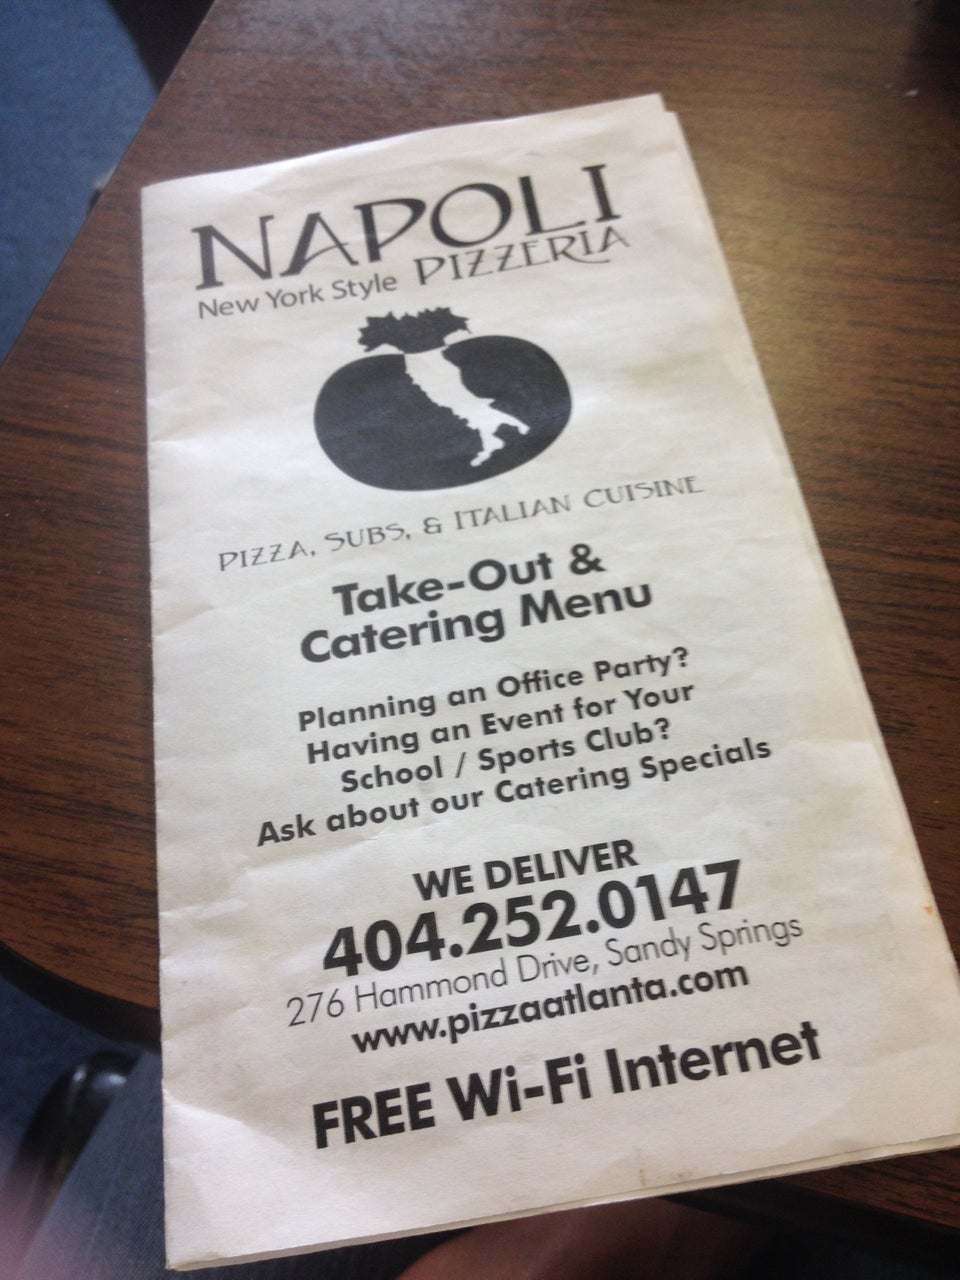 NAPOLI
New York Style PIZZERIA
PIZZA, SUBS, & ITALIAN CUISINE
Take-Out &
Catering Menu
Planning an Office Party?
Having an Event for Your
School / Sports Club?
Ask about our Catering Specials
WE DELIVER
404.252.0147
276 Hammond Drive, Sandy Springs
www.pizzaatlanta.com
FREE Wi-Fi Internet